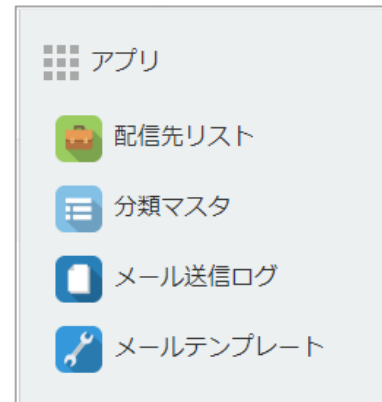 アプリ
配信先リスト
分類マスタ
メール送信ログ
メールテンプレート